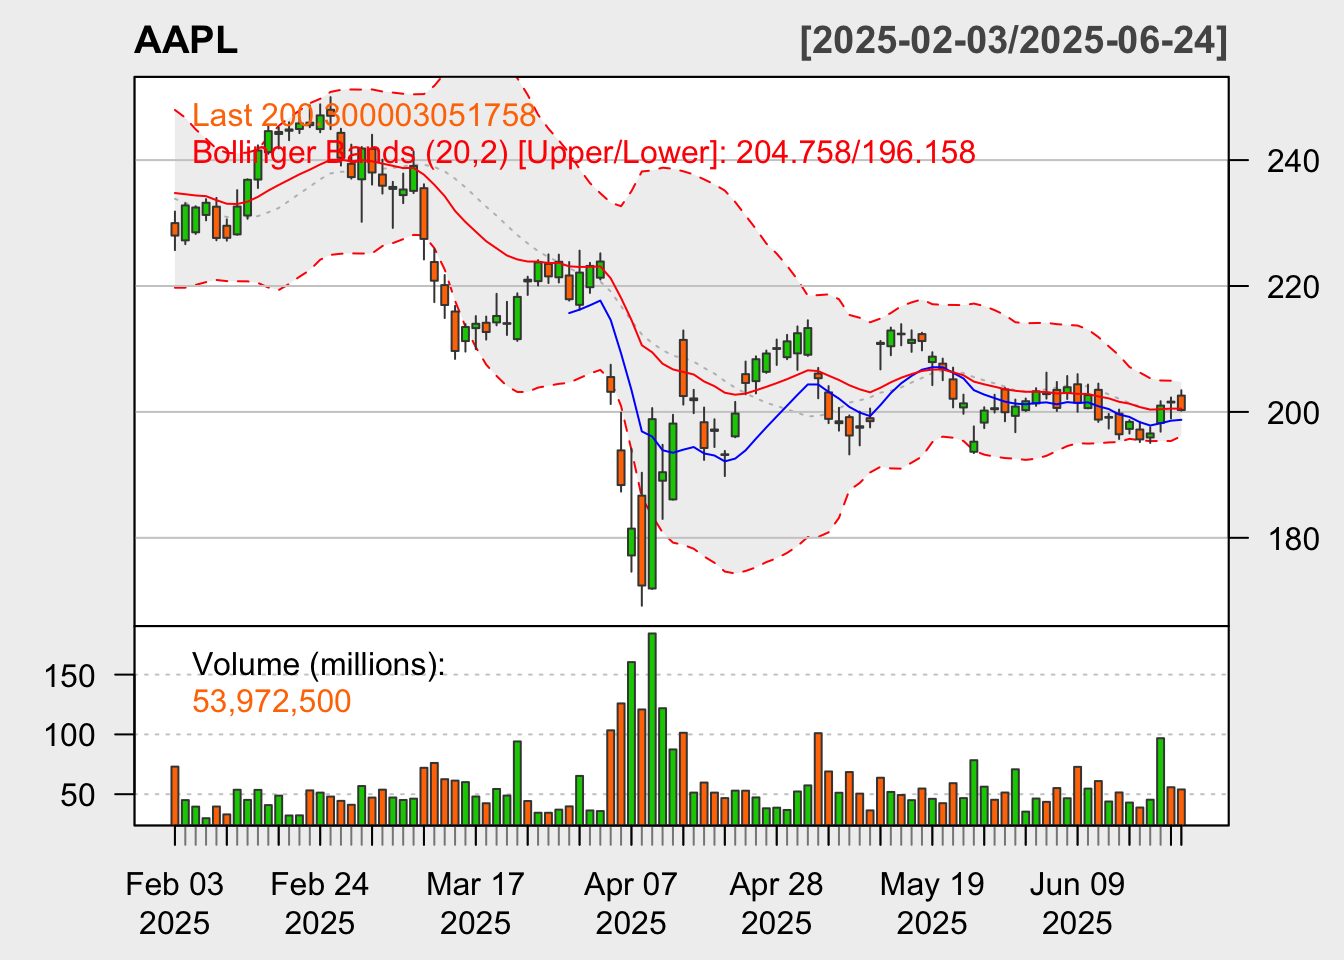 AAPL [2025-02-03/2025-06-24]
Last 200.300003051758
Bollinger Bands (20,2) [Upper/Lower]: 204.758/196.158
240
220
200
180
Volume (millions):
53,972,500
150
100
50
Feb 03 Feb 24 Mar 17 Apr 07 Apr 28 May 19 Jun 09
2025 2025 2025 2025 2025 2025 2025